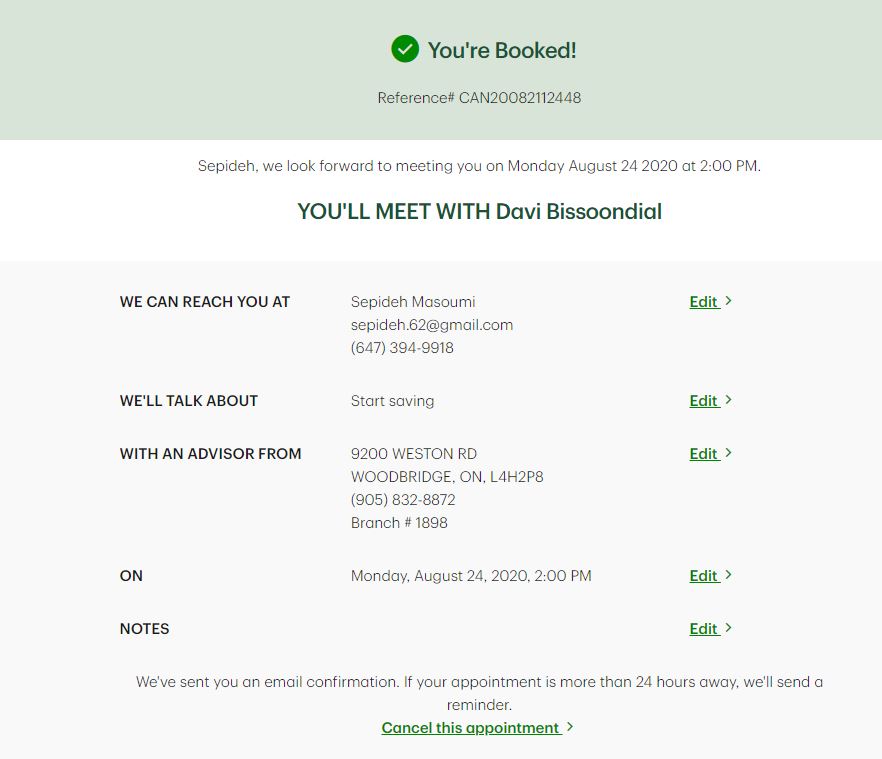 You're Booked!
Reference# CAN20082112448
Sepideh, we look forward to meeting you on Monday August 24 2020 at 2:00 PM.
YOU'LL MEET WITH Davi Bissoondial
WE CAN REACH YOU AT
Sepideh Masoumi
Edit >
sepideh.62@gmail.com
(647) 394-9918
WE'LL TALK ABOUT
Start saving
Edit >
WITH AN ADVISOR FROM
9200 WESTON RD
Edit >
WOODBRIDGE, ON, L4H2P8
(905) 832-8872
Branch # 1898
ON
Monday, August 24, 2020, 2:00 PM
Edit >
NOTES
Edit >
We've sent you an email confirmation. If your appointment is more than 24 hours away, we'll send a
reminder.
Cancel this appointment >